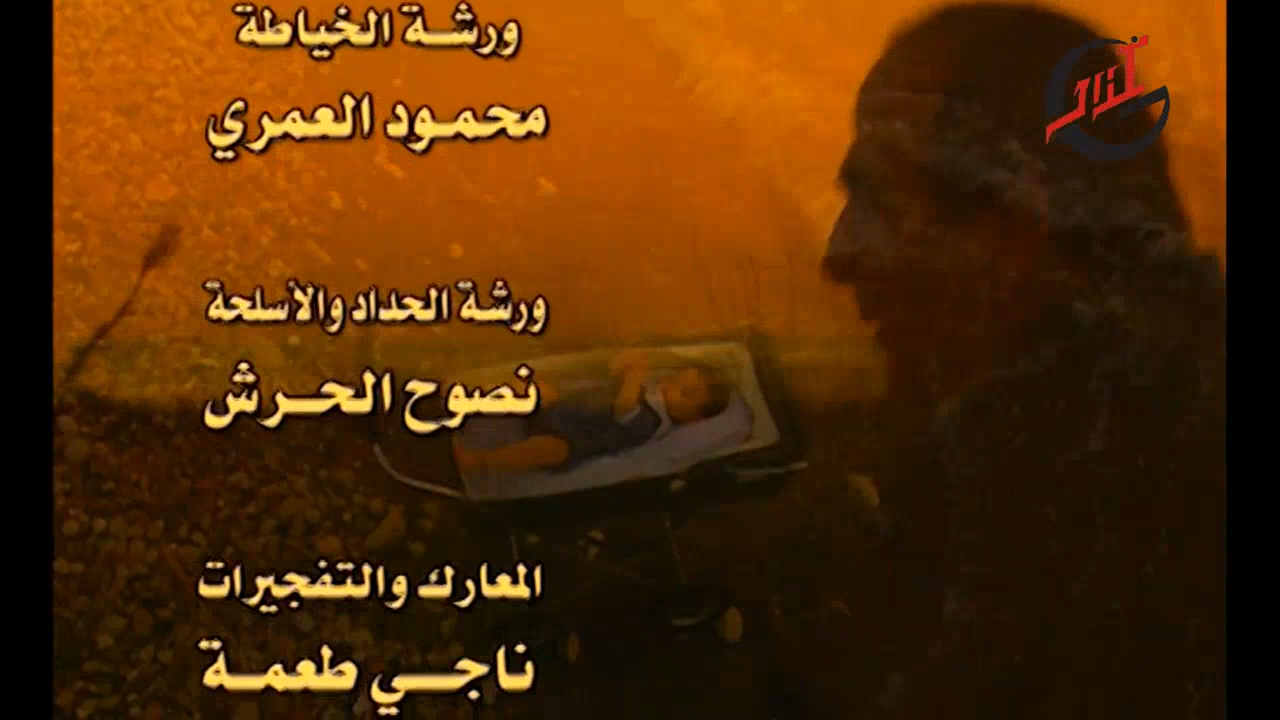 ورشة الخياطة
محمود العمري
ورشة الحداد والأسلحة
نصوح الحرش
المعارك والتفجيرات
ناجي طعمة